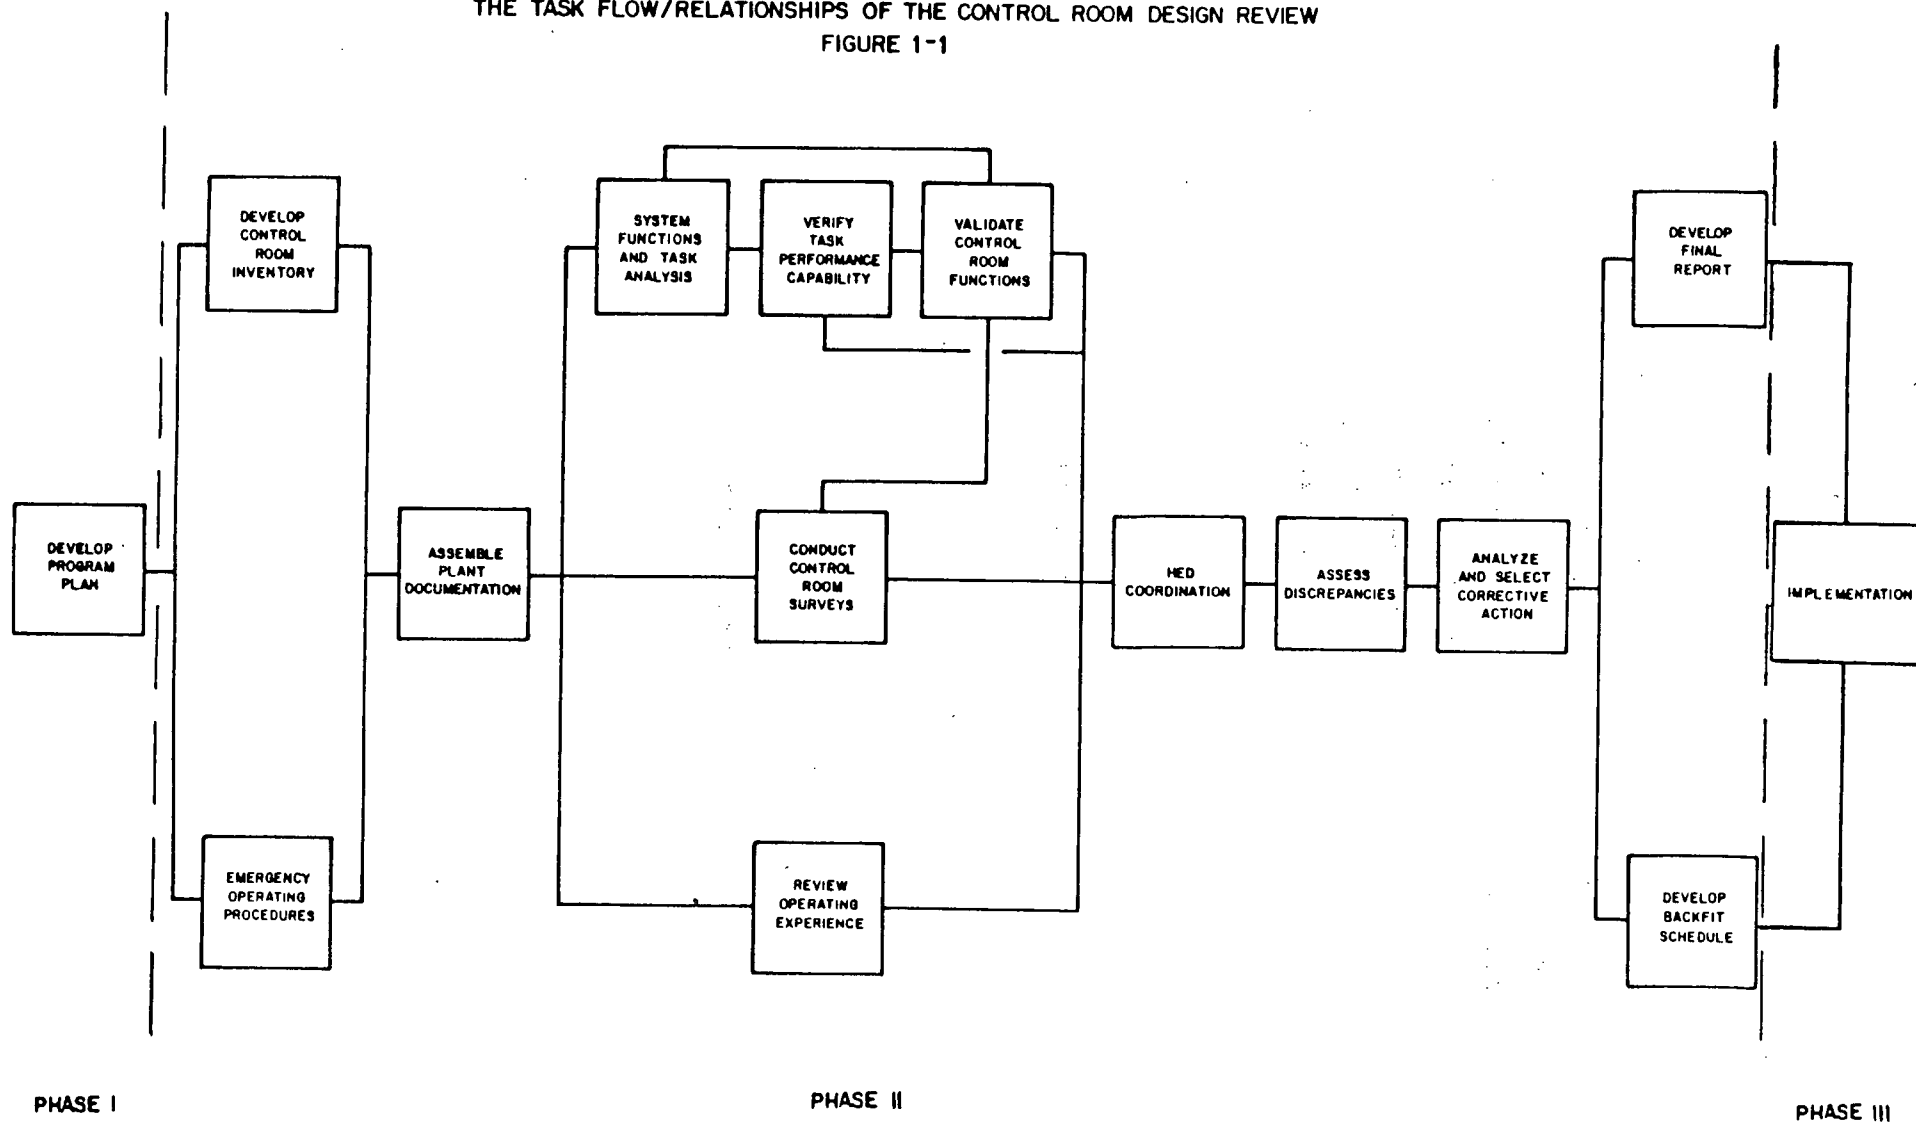 THE TASK FLOW/RELATIONSHIPS OF THE CONTROL ROOM DESIGN REVIEW
FIGURE 1-1
DEVELOP
CONTROL
ROOM
INVENTORY
SYSTEM
FUNCTIONS
AND TASK
ANALYSIS
VERIFY
TASK
PERFORMANCE
CAPABILITY
VALIDATE
CONTROL
ROOM
FUNCTIONS
DEVELOP
FINAL
REPORT
DEVELOP
PROGRAM
PLAN
ASSEMBLE
PLANT
DOCUMENTATION
CONDUCT
CONTROL
ROOM
SURVEYS
HED
COORDINATION
ASSESS
DISCREPANCIES
ANALYZE
AND SELECT
CORRECTIVE
ACTION
IMPLEMENTATION
EMERGENCY
OPERATING
PROCEDURES
REVIEW
OPERATING
EXPERIENCE
DEVELOP
BACKFIT
SCHEDULE
PHASE I
PHASE II
PHASE III